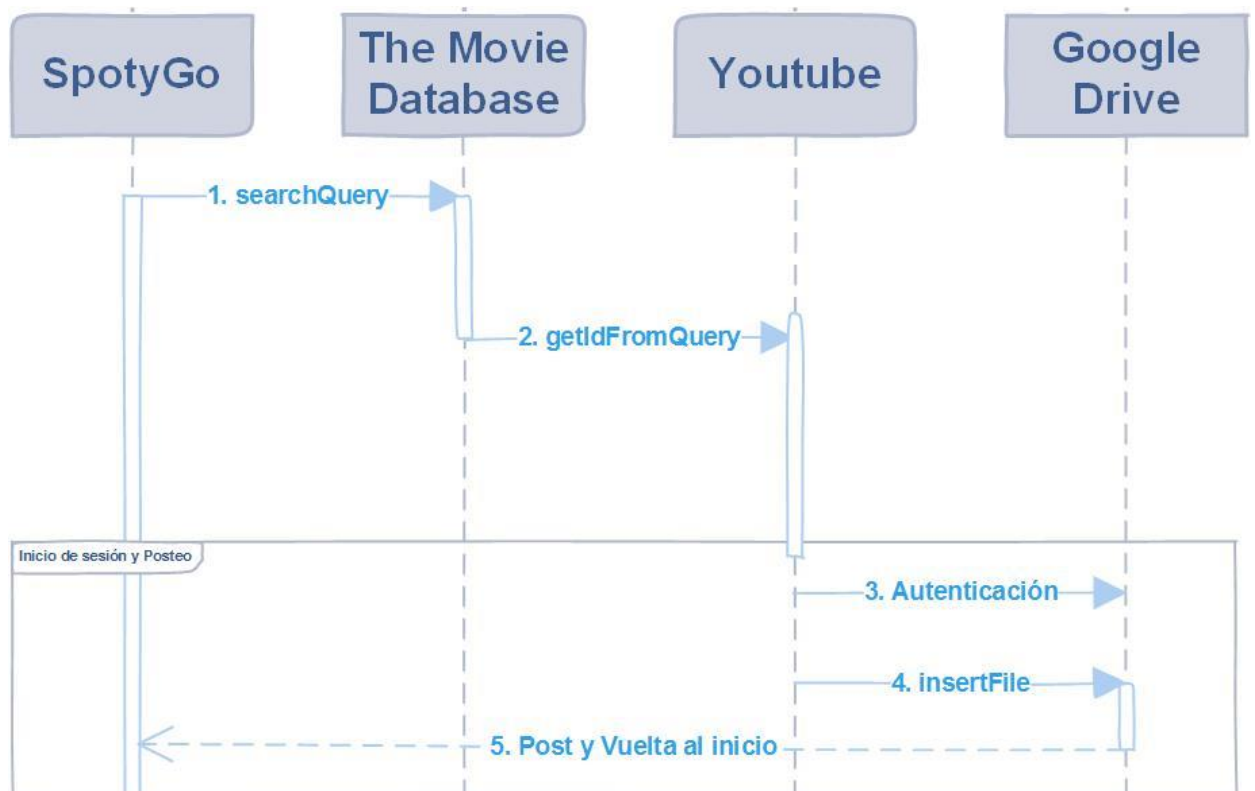 SpotyGo
The Movie
Database
Youtube
Google
Drive
1. searchQuery
2. getIdFromQuery
Inicio de sesión y Posteo
3. Autenticación
4. insertFile
5. Post y Vuelta al inicio